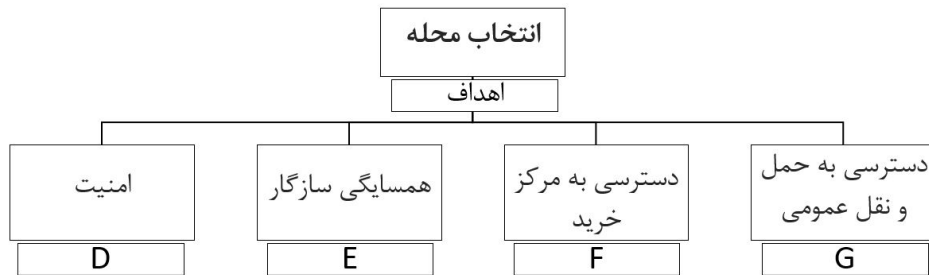 انتخاب محله
اهداف
دسترسی به حمل
و نقل عمومی
G
دسترسی به مرکز
خرید
F
همسایگی سازگار
E
امنیت
D